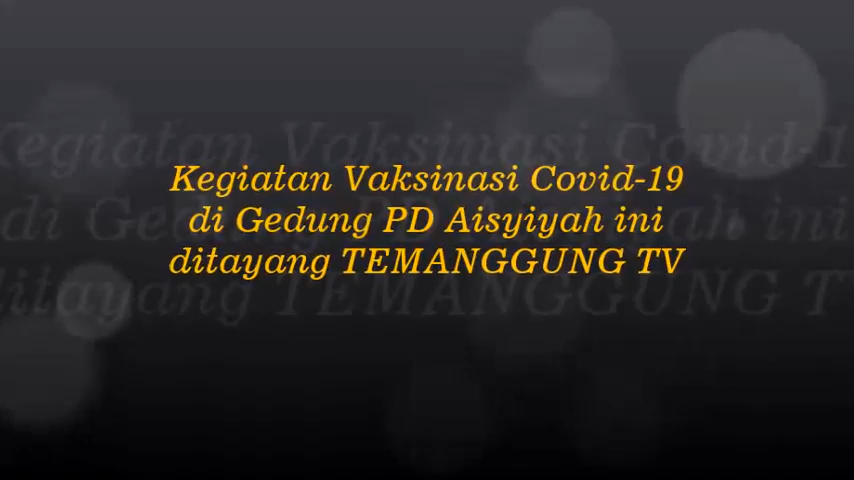 Kegiatan Vaksinasi Covid-19
di Gedung PD Aisyiyah ini
ditayang TEMANGGUNG TV